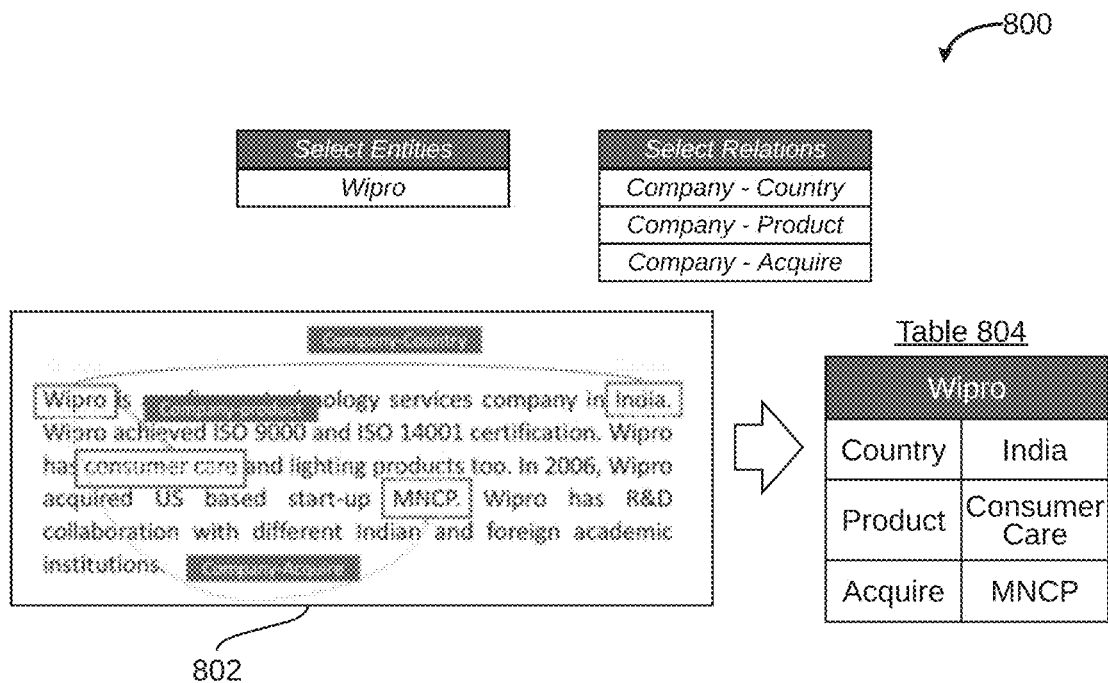 800
Select Entities
Wipro
Select Relations
Company - Country
Company - Product
Company - Acquire
Wipro is technology services company in India.
Wipro achieved ISO 9000 and ISO 14001 certification. Wipro
has consumer care and lighting products too. In 2006, Wipro
acquired US based start-up MNCP. Wipro has R&D
collaboration with different Indian and foreign academic
institutions.
802
Table 804
Wipro
Country India
Product Consumer Care
Acquire MNCP